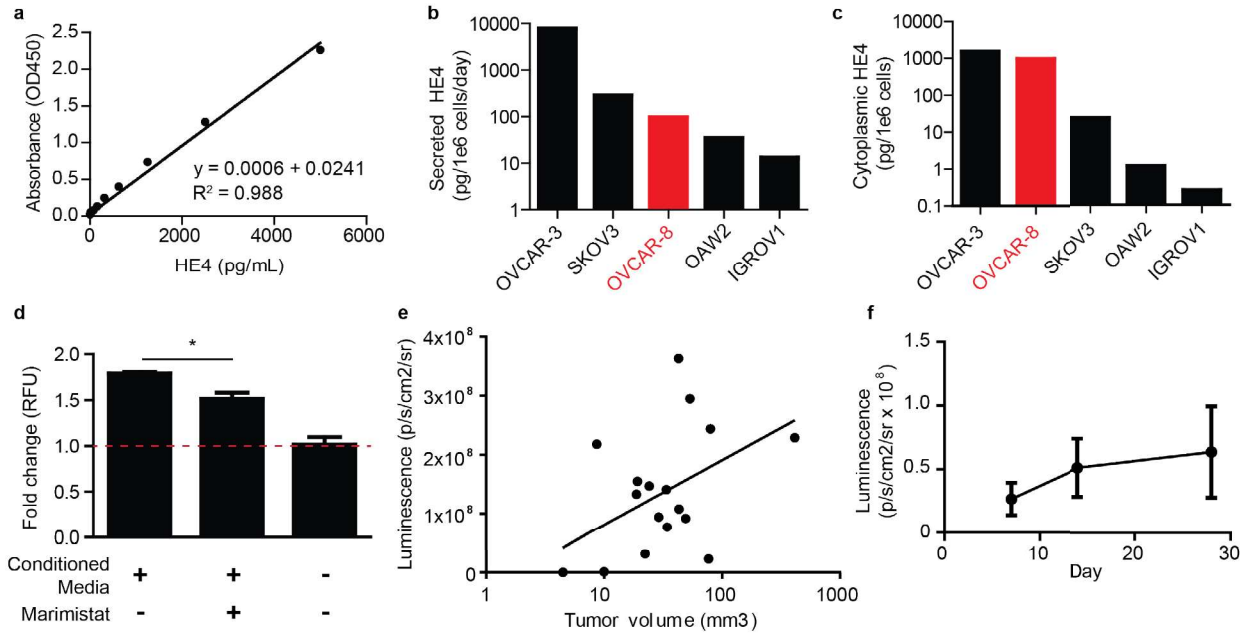 a
2.5
2.0
1.5
1.0
0.5
0.0
0
2000
4000
6000
Absorbance (OD450)
HE4 (pg/mL)
y = 0.0006 + 0.0241
R² = 0.988
b
10000
1000
100
10
1
Secreted HE4
(pg/1e6 cells/day)
OVCAR-3
SKOV3
OVCAR-8
OAW2
IGROV1
c
10000
1000
100
10
1
0.1
Cytoplasmic HE4
(pg/1e6 cells)
OVCAR-3
OVCAR-8
SKOV3
OAW2
IGROV1
d
2.0
1.5
1.0
0.5
0.0
Fold change (RFU)
*
Conditioned
Media
+ + -
Marimistat
- + -
e
4x10⁸
3x10⁸
2x10⁸
1x10⁸
0
1
10
100
1000
Luminescence (p/s/cm2/sr)
Tumor volume (mm3)
f
1.5
1.0
0.5
0.0
0
10
20
30
Luminescence
(p/s/cm2/sr x 10⁸)
Day